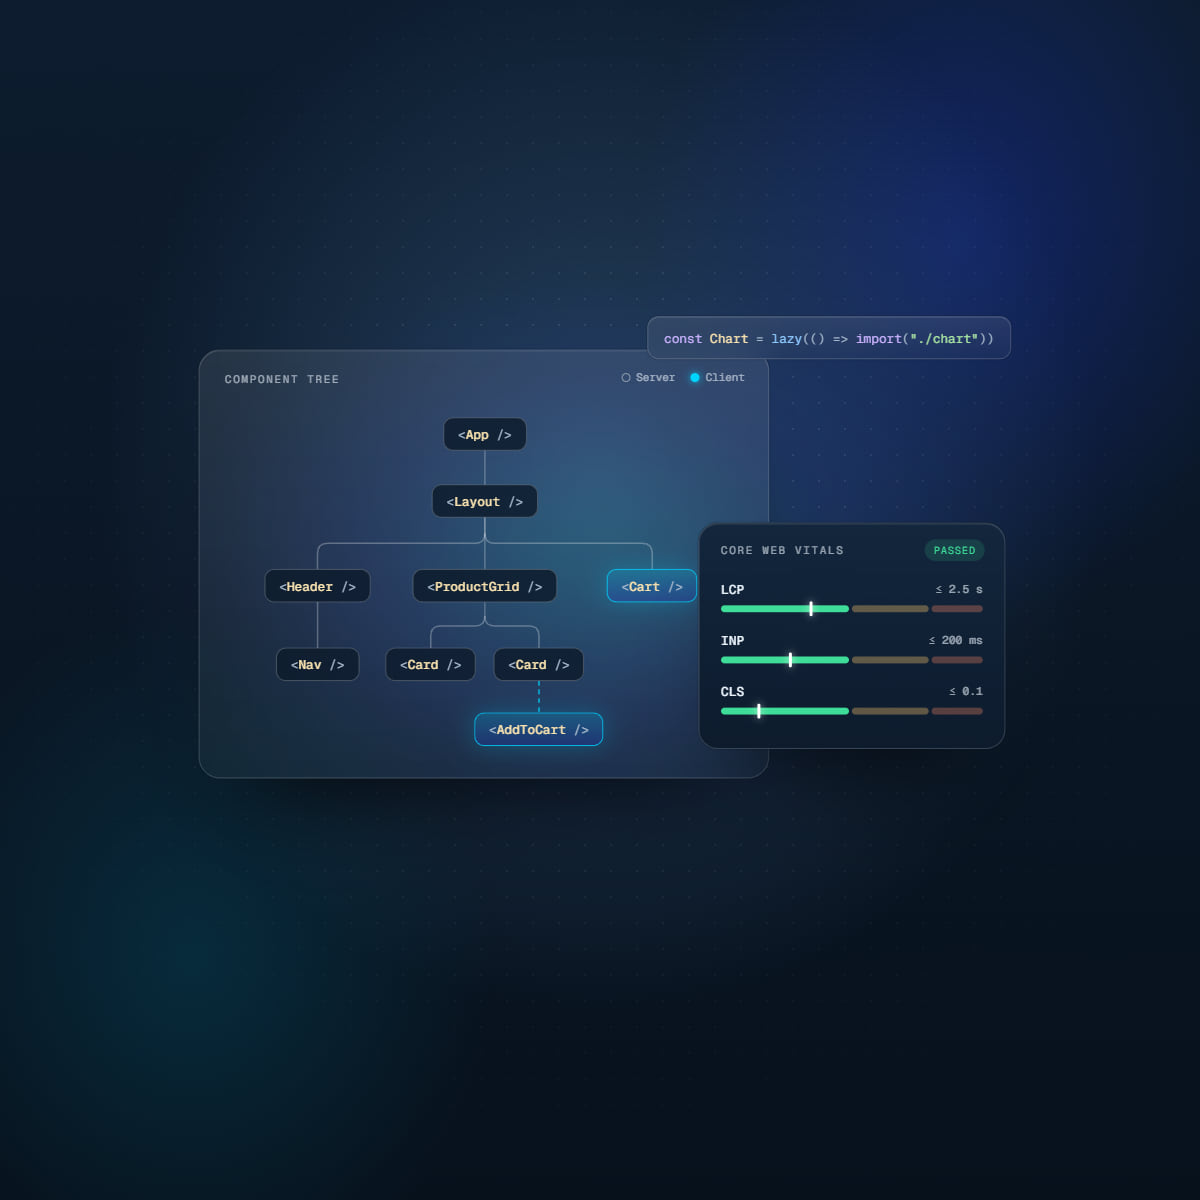 const Chart = lazy(() => import("./chart"))
COMPONENT TREE
Server
Client
<App />
<Layout />
<Header />
<ProductGrid />
<Cart />
<Nav />
<Card />
<Card />
<AddToCart />
CORE WEB VITALS
PASSED
LCP
≤ 2.5 s
INP
≤ 200 ms
CLS
≤ 0.1